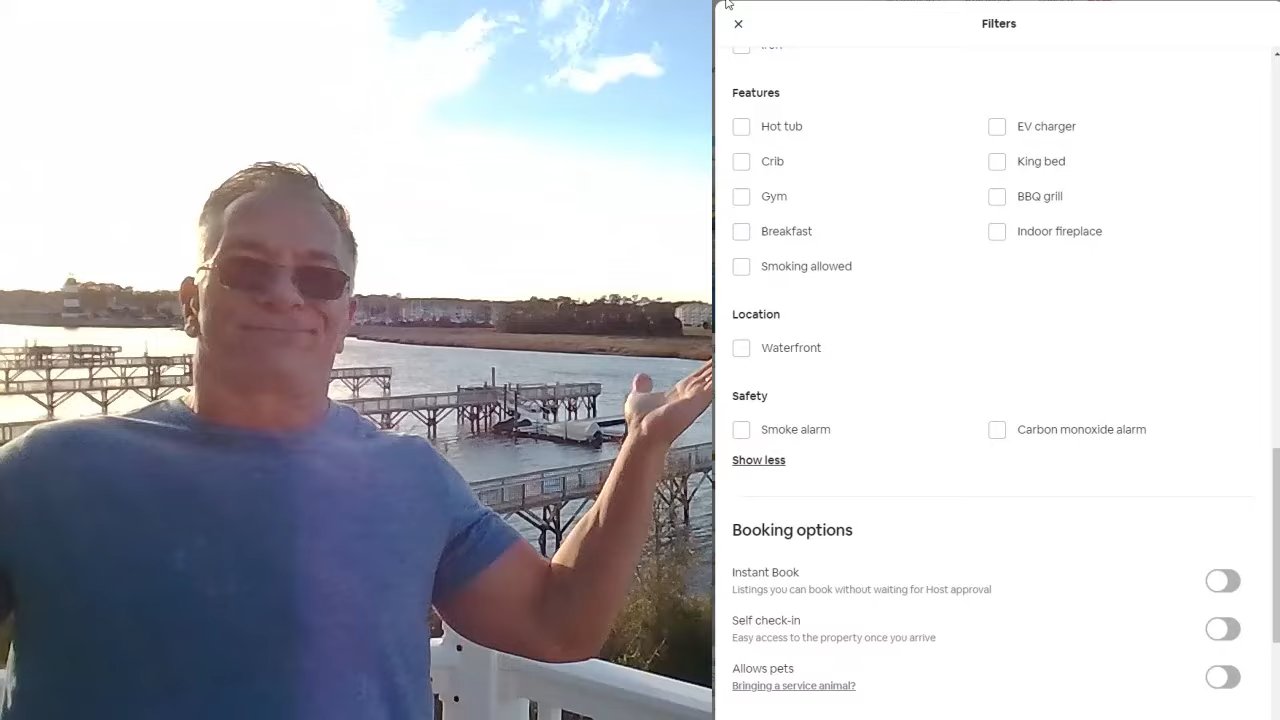 Filters
Features
Hot tub
EV charger
Crib
King bed
Gym
BBQ grill
Breakfast
Indoor fireplace
Smoking allowed
Location
Waterfront
Safety
Smoke alarm
Carbon monoxide alarm
Show less
Booking options
Instant Book
Listings you can book without waiting for Host approval
Self check-in
Easy access to the property once you arrive
Allows pets
Bringing a service animal?